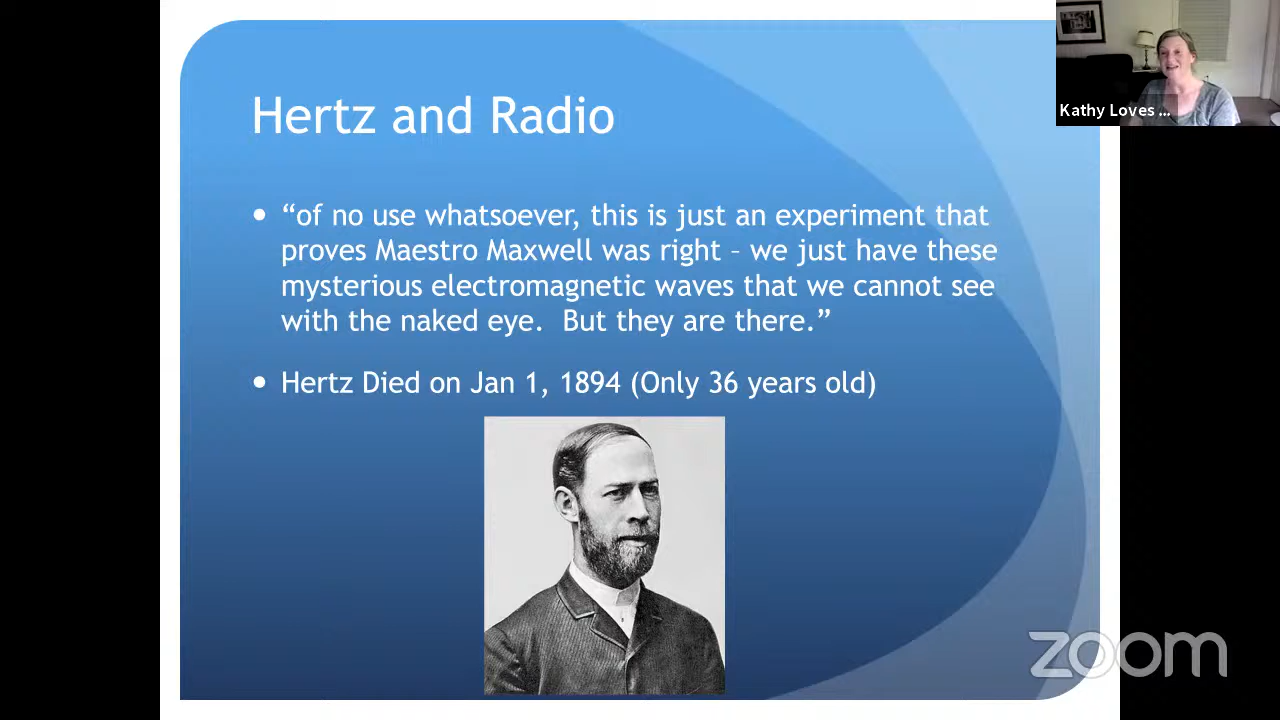 Hertz and Radio
• “of no use whatsoever, this is just an experiment that
proves Maestro Maxwell was right – we just have these
mysterious electromagnetic waves that we cannot see
with the naked eye.  But they are there.”
• Hertz Died on Jan 1, 1894 (Only 36 years old)
Kathy Loves ...
zoom